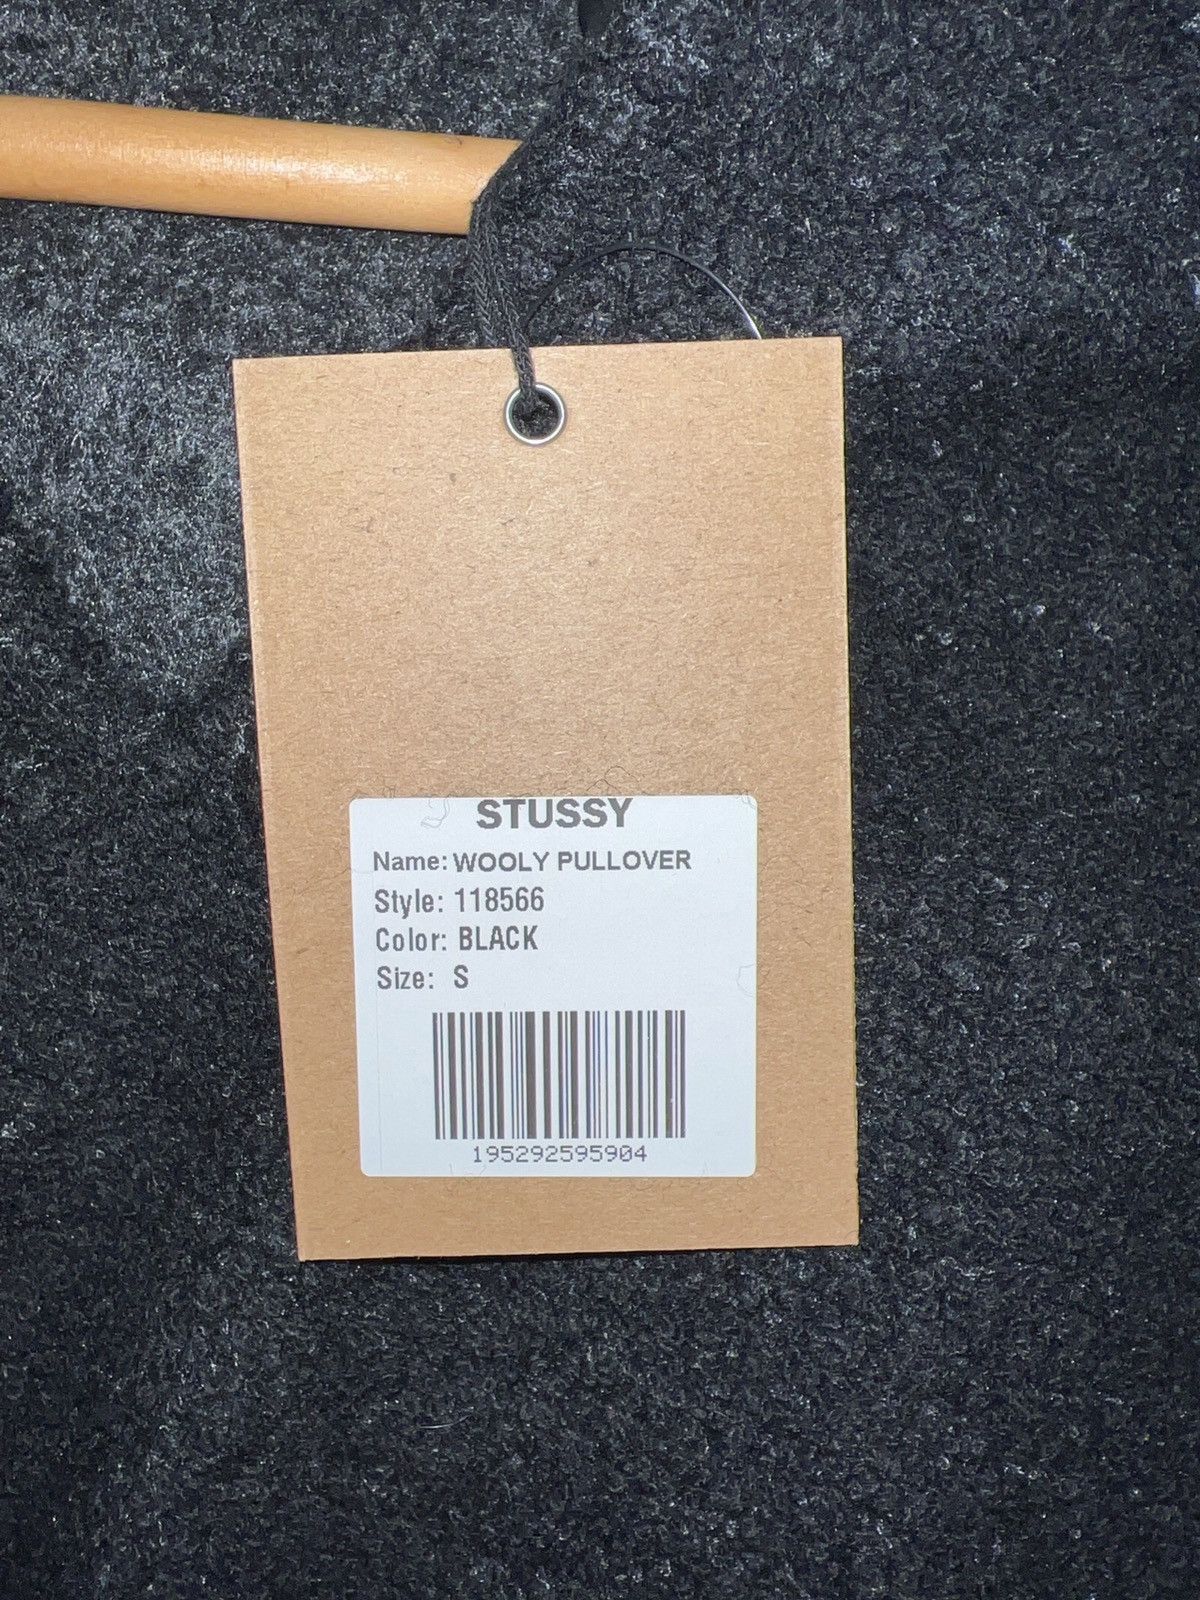 STUSSY
Name: WOOLY PULLOVER
Style: 118566
Color: BLACK
Size: S
195292595904